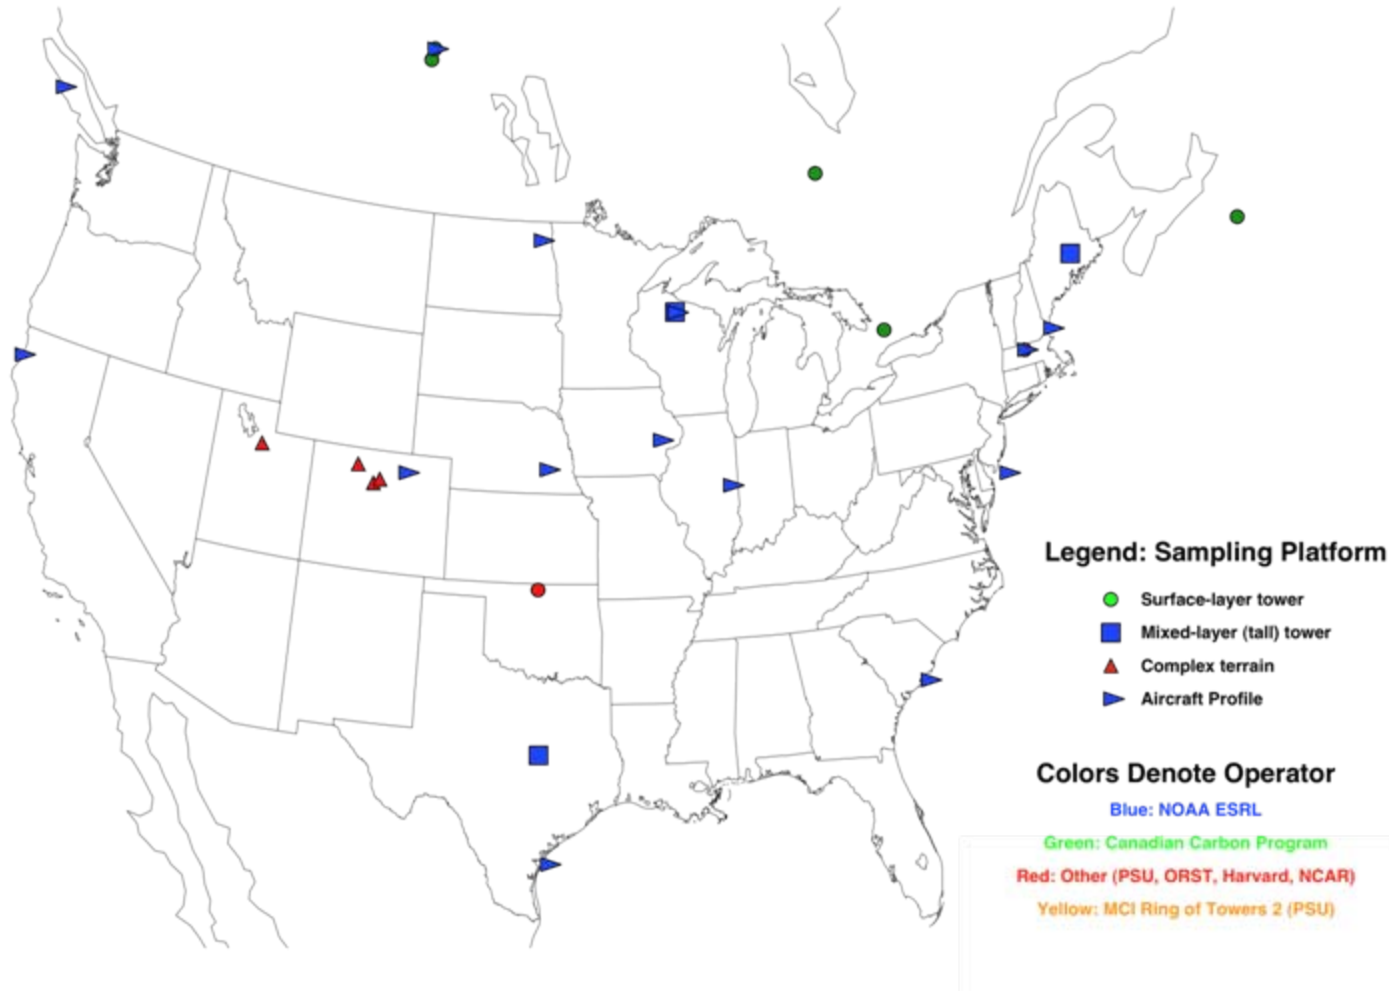 Legend: Sampling Platform
Surface-layer tower
Mixed-layer (tall) tower
Complex terrain
Aircraft Profile
Colors Denote Operator
Blue: NOAA ESRL
Green: Canadian Carbon Program
Red: Other (PSU, ORST, Harvard, NCAR)
Yellow: MCI Ring of Towers 2 (PSU)